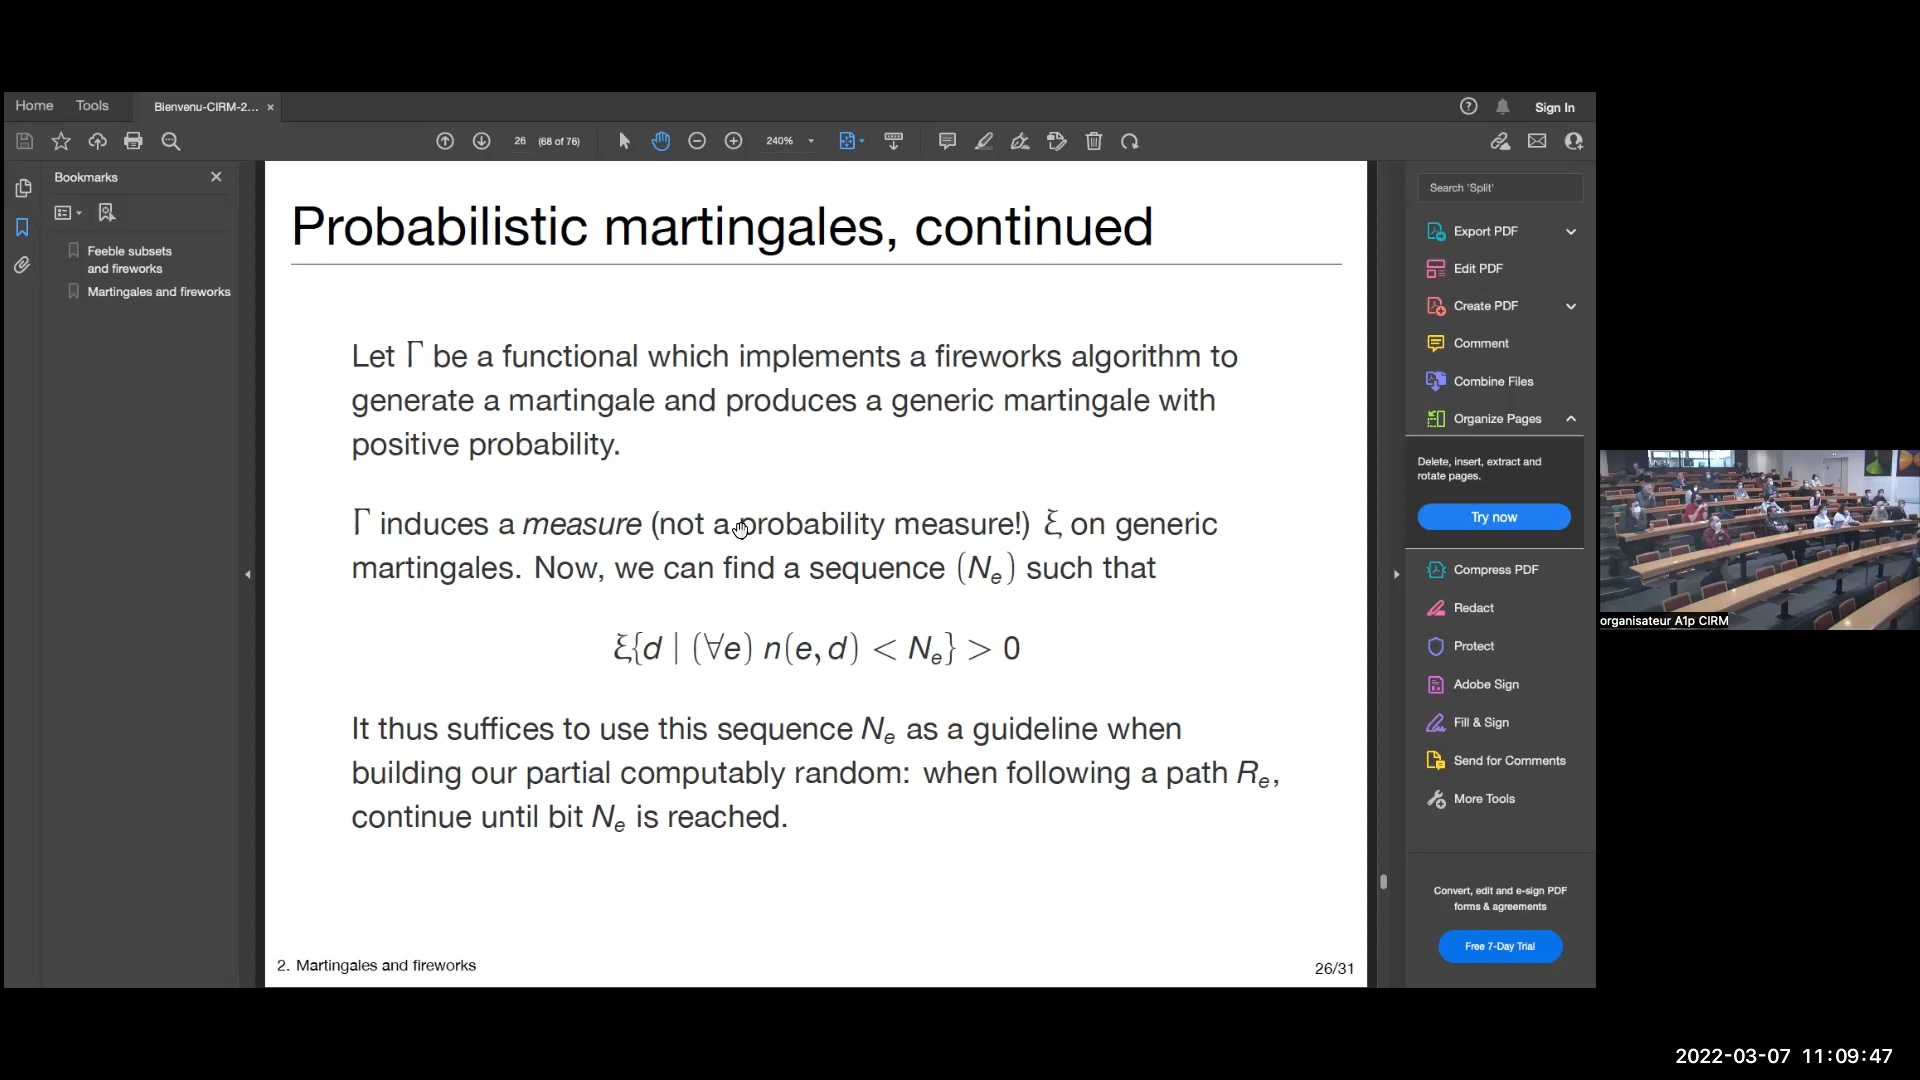 Home Tools Bienvenu-CIRM-2... × Sign In
26 (68 of 76) 240%
Bookmarks
Feeble subsets
and fireworks
Martingales and fireworks
Probabilistic martingales, continued
Let Γ be a functional which implements a fireworks algorithm to
generate a martingale and produces a generic martingale with
positive probability.
Γ induces a measure (not a probability measure!) ξ on generic
martingales. Now, we can find a sequence (Nₑ) such that
ξ{d | (∀e) n(e, d) < Nₑ} > 0
It thus suffices to use this sequence Nₑ as a guideline when
building our partial computably random: when following a path Rₑ,
continue until bit Nₑ is reached.
2. Martingales and fireworks
26/31
Search 'Split'
Export PDF
Edit PDF
Create PDF
Comment
Combine Files
Organize Pages
Delete, insert, extract and
rotate pages.
Try now
Compress PDF
Redact
Protect
Adobe Sign
Fill & Sign
Send for Comments
More Tools
Convert, edit and e-sign PDF
forms & agreements
Free 7-Day Trial
organisateur A1p CIRM
2022-03-07 11:09:47